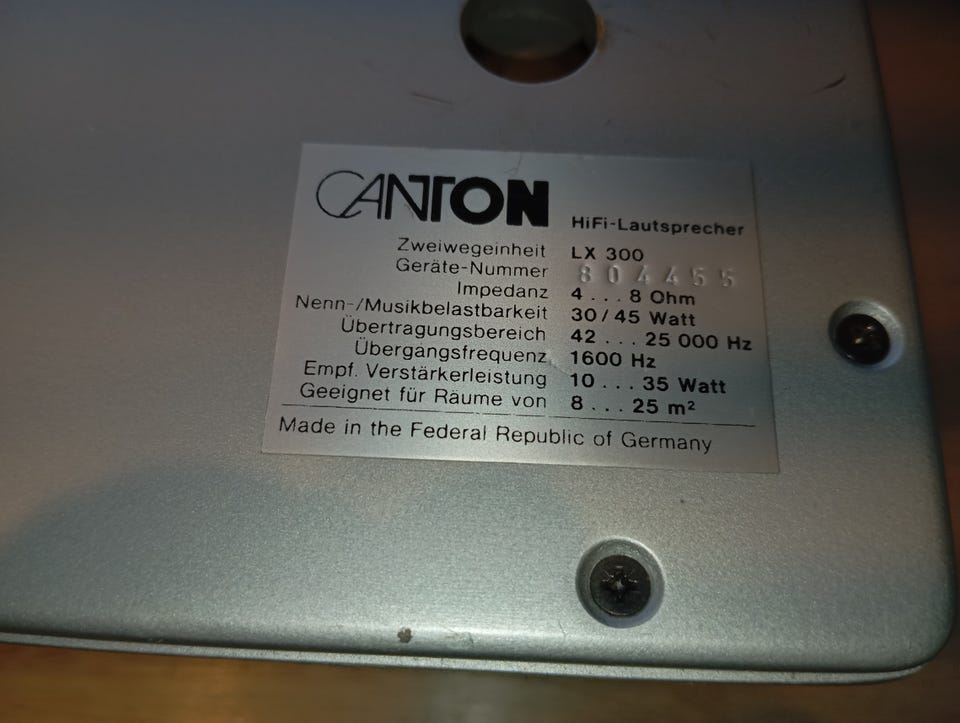 CANTON HiFi-Lautsprecher
Zweiwegeinheit LX 300
Geräte-Nummer 804455
Impedanz 4...8 Ohm
Nenn-/Musikbelastbarkeit 30/45 Watt
Übertragungsbereich 42...25 000 Hz
Übergangsfrequenz 1600 Hz
Empf. Verstärkerleistung 10...35 Watt
Geeignet für Räume von 8...25 m²
Made in the Federal Republic of Germany